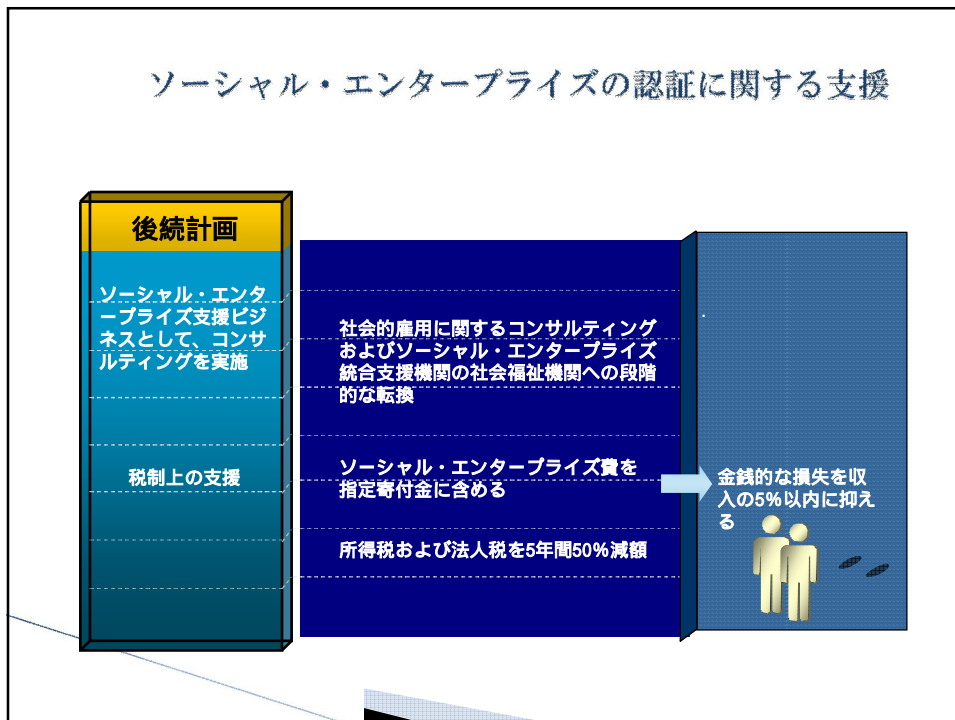 ソーシャル・エンタープライズの認証に関する支援
後続計画
ソーシャル・エンタ
ープライズ支援ビジ
ネスとして、コンサ
ルティングを実施
税制上の支援
社会的雇用に関するコンサルティング
およびソーシャル・エンタープライズ
統合支援機関の社会福祉機関への段階
的な転換
ソーシャル・エンタープライズ費を
指定寄付金に含める
所得税および法人税を5年間50%減額
.
金銭的な損失を収
入の5%以内に抑え
る